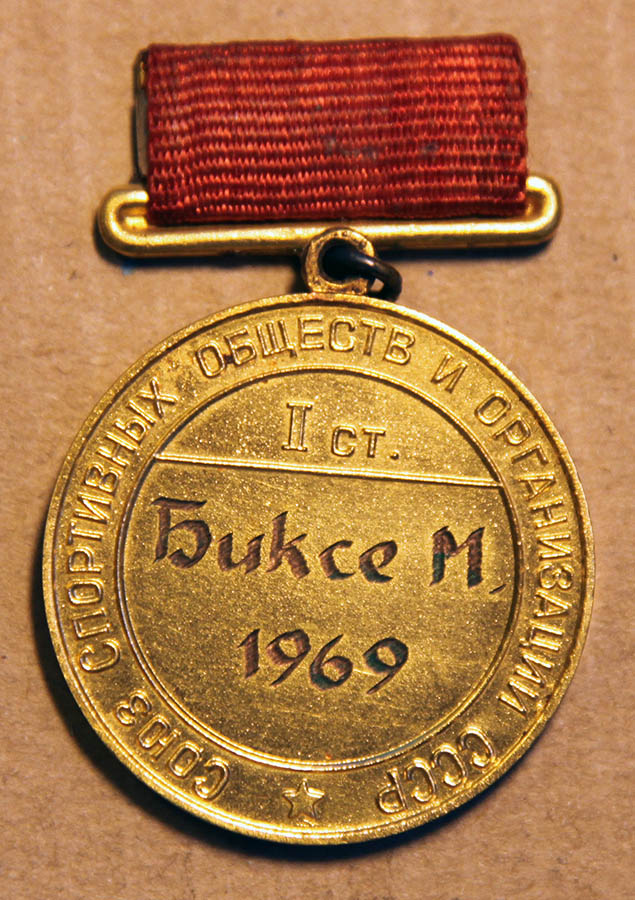 СОЮЗ СПОРТИВНЫХ ОБЩЕСТВ И ОРГАНИЗАЦИЙ СССР
II СТ.
Биксе М.
1969